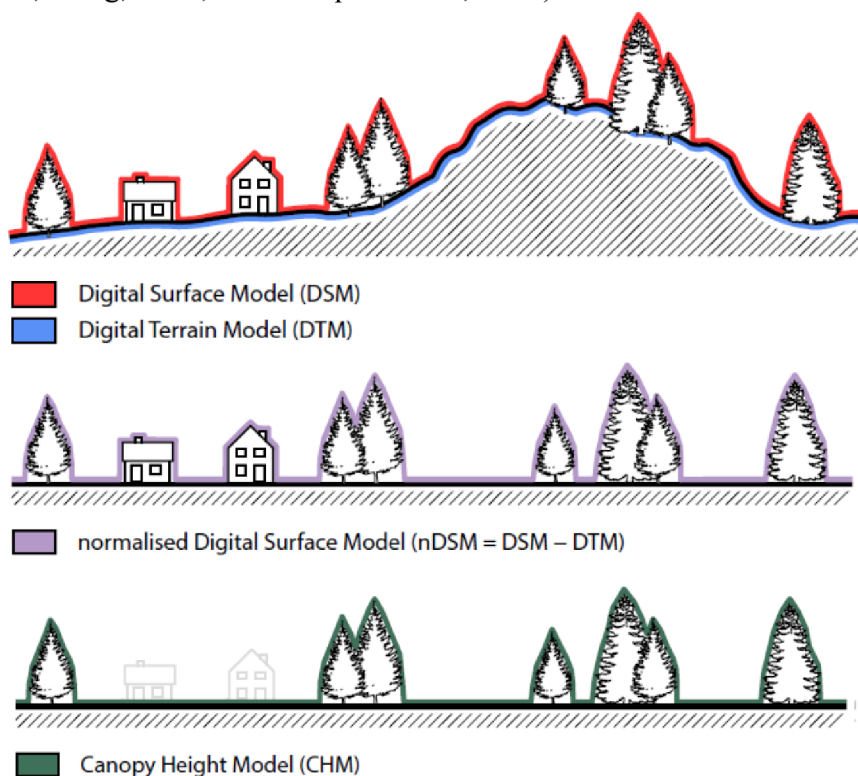 Digital Surface Model (DSM)
Digital Terrain Model (DTM)
normalised Digital Surface Model (nDSM = DSM – DTM)
Canopy Height Model (CHM)